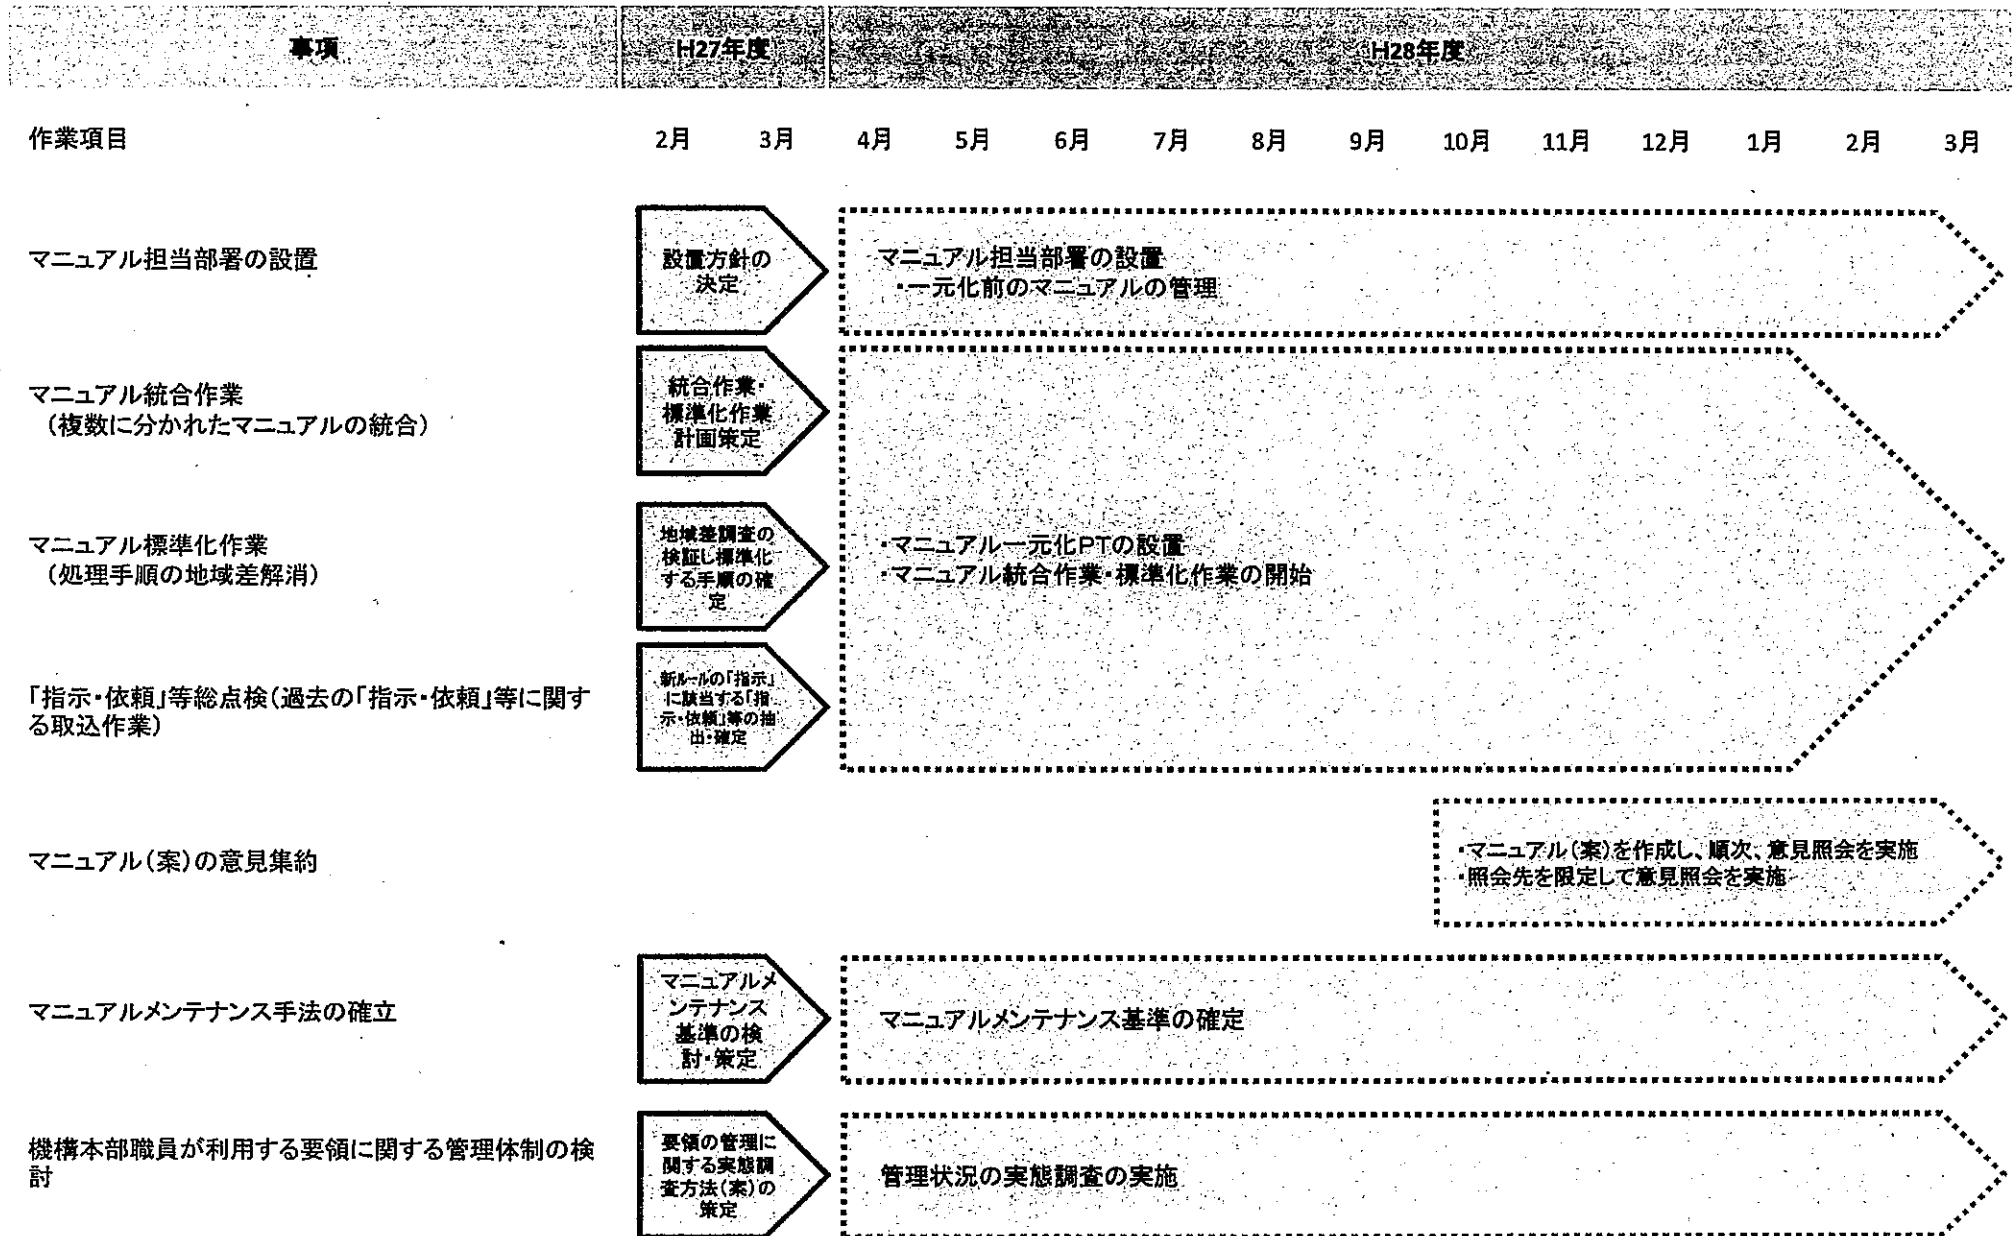 事項 H27年度 H28年度
作業項目 2月 3月 4月 5月 6月 7月 8月 9月 10月 11月 12月 1月 2月 3月
マニュアル担当部署の設置
設置方針の
決定
マニュアル担当部署の設置
・一元化前のマニュアルの管理
マニュアル統合作業
（複数に分かれたマニュアルの統合）
統合作業・
標準化作業
計画策定
マニュアル標準化作業
（処理手順の地域差解消）
地域差調査の
検証し標準化
する手順の確
定
・マニュアル一元化PTの設置
・マニュアル統合作業・標準化作業の開始
「指示・依頼」等総点検（過去の「指示・依頼」等に関す
る取込作業）
新ルールの「指示」
に該当する「指
示・依頼」等の抽
出・確定
マニュアル（案）の意見集約
・マニュアル（案）を作成し、順次、意見照会を実施
・照会先を限定して意見照会を実施
マニュアルメンテナンス手法の確立
マニュアルメ
ンテナンス
基準の検
討・策定
マニュアルメンテナンス基準の確定
機構本部職員が利用する要領に関する管理体制の検
討
要領の管理に
関する実態調
査方法（案）の
策定
管理状況の実態調査の実施